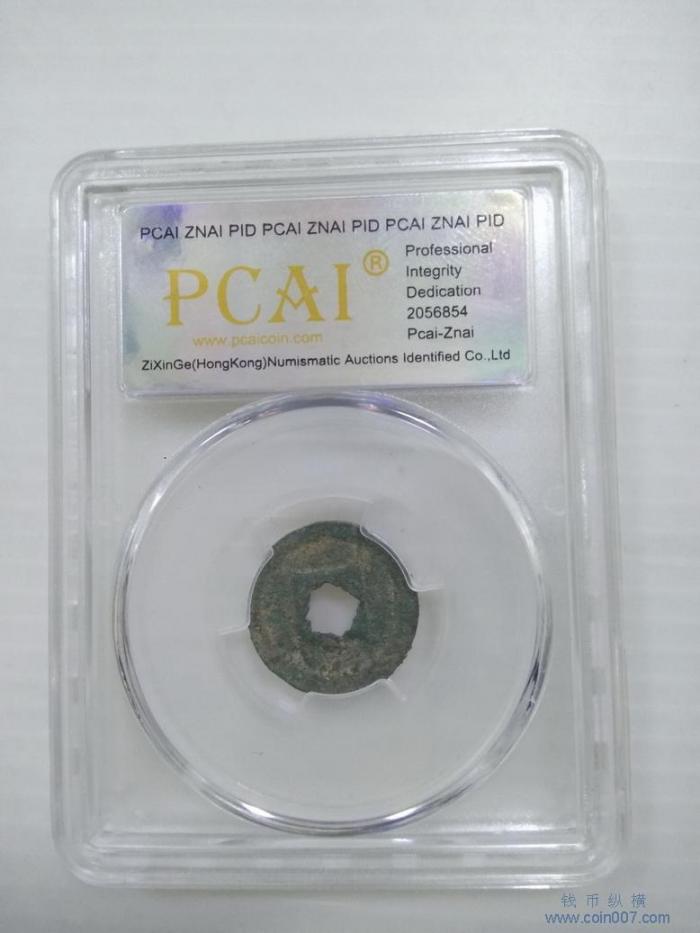 PCAI ZNAI PID PCAI ZNAI PID PCAI ZNAI PID
PCAI®
www.pcaicoin.com
Professional
Integrity
Dedication
2056854
Pcai-Znai
ZiXinGe(HongKong)Numismatic Auctions Identified Co.,Ltd
钱币纵横
www.coin007.com